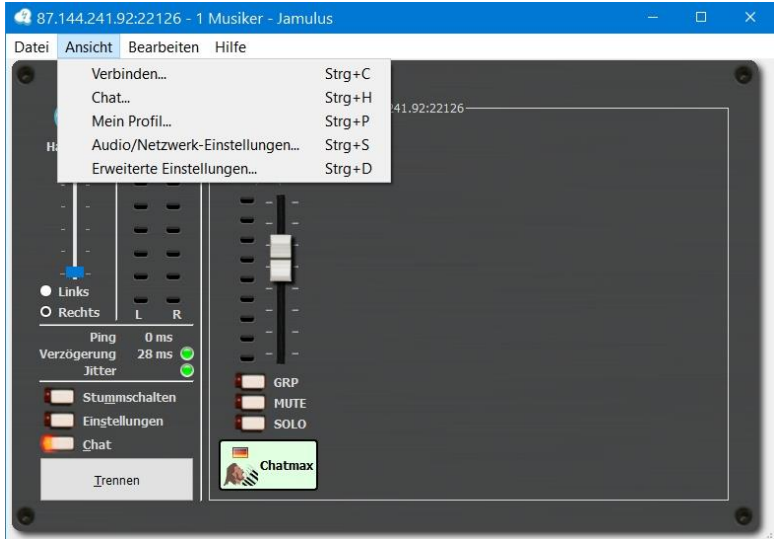 87.144.241.92:22126 - 1 Musiker - Jamulus
Datei Ansicht Bearbeiten Hilfe
Verbinden... Strg+C
Chat... Strg+H
Mein Profil... Strg+P
Audio/Netzwerk-Einstellungen... Strg+S
Erweiterte Einstellungen... Strg+D
241.92:22126
Links
Rechts
L R
Ping 0 ms
Verzögerung 28 ms
Jitter
Stummschalten
Einstellungen
Chat
Trennen
GRP
MUTE
SOLO
Chatmax